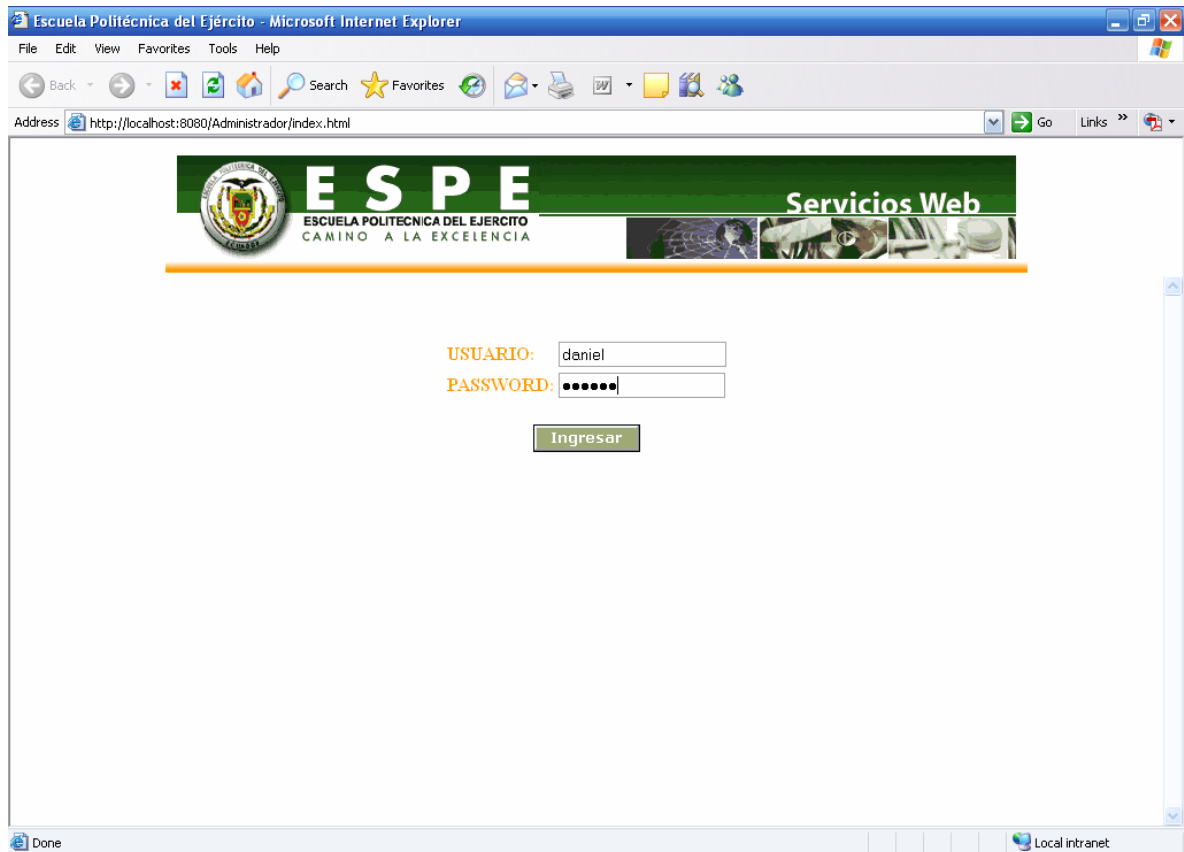 Escuela Politécnica del Ejército - Microsoft Internet Explorer
File Edit View Favorites Tools Help
Back Search Favorites
Address http://localhost:8080/Administrador/index.html Go Links »
ESPE
ESCUELA POLITECNICA DEL EJERCITO
CAMINO A LA EXCELENCIA
Servicios Web
ECUADOR
USUARIO: daniel
PASSWORD: ••••••
Ingresar
Done Local intranet